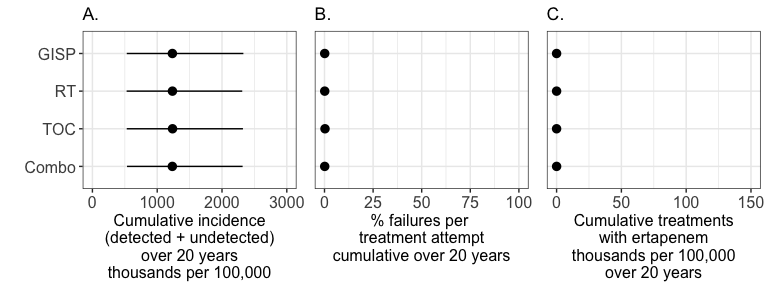 A.
B.
C.
GISP
RT
TOC
Combo
0 1000 2000 3000
0 25 50 75 100
0 50 100 150
Cumulative incidence
(detected + undetected)
over 20 years
thousands per 100,000
% failures per
treatment attempt
cumulative over 20 years
Cumulative treatments
with ertapenem
thousands per 100,000
over 20 years